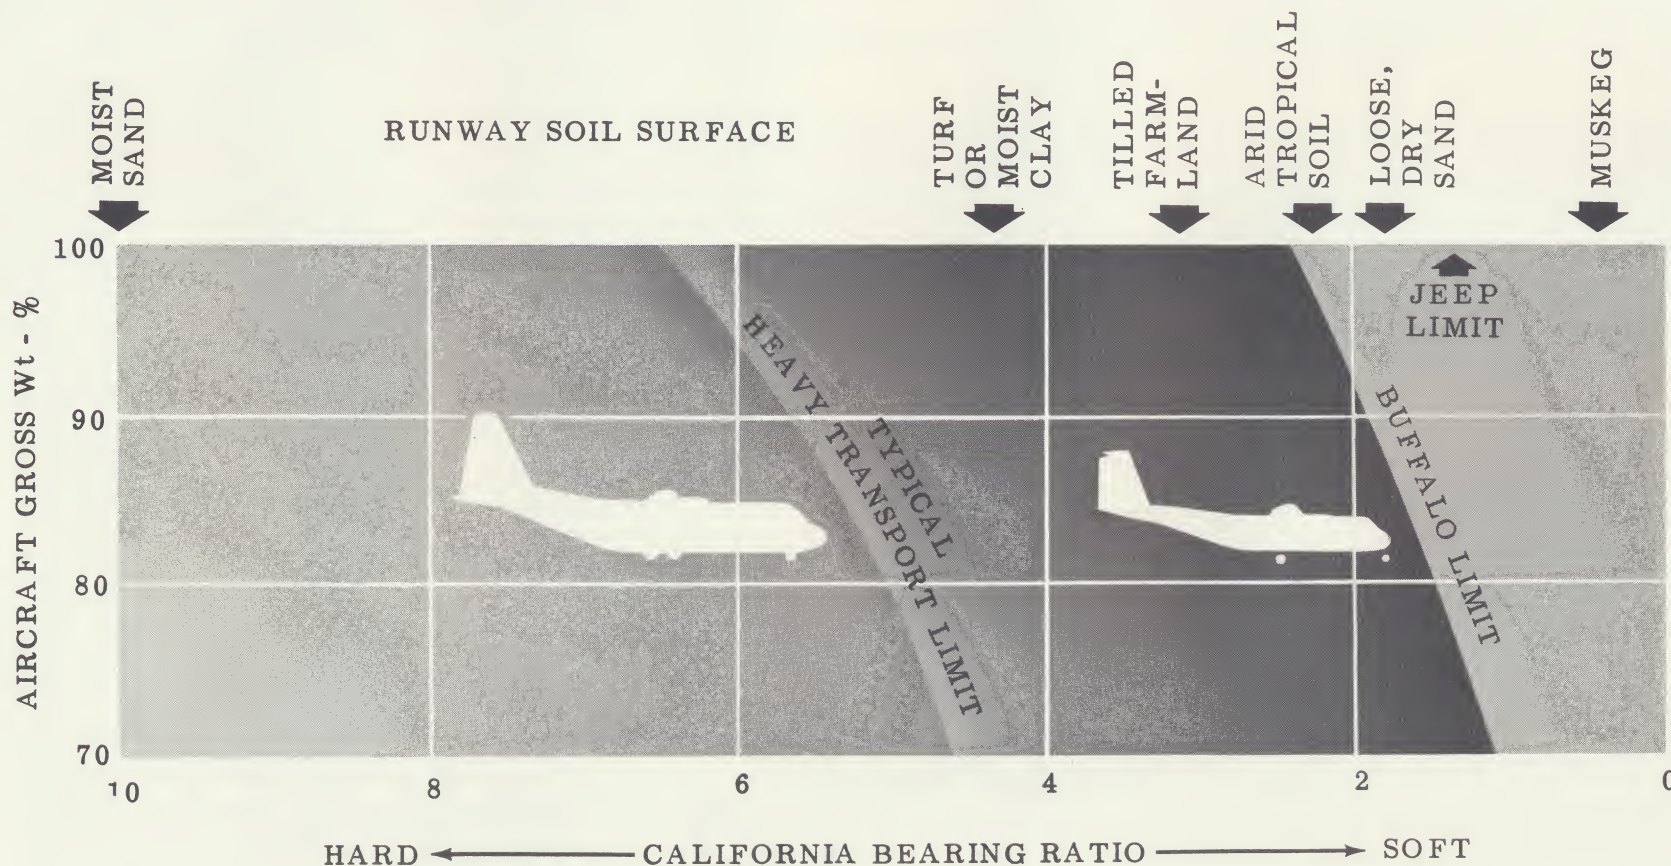 MOIST
SAND
RUNWAY SOIL SURFACE
TURF
OR
MOIST
CLAY
TILLED
FARM-
LAND
ARID
TROPICAL
SOIL
LOOSE,
DRY
SAND
MUSKEG
AIRCRAFT GROSS Wt - %
100
90
80
70
HEAVY TRANSPORT LIMIT
TYPICAL
JEEP
LIMIT
BUFFALO LIMIT
10 8 6 4 2 0
HARD CALIFORNIA BEARING RATIO SOFT